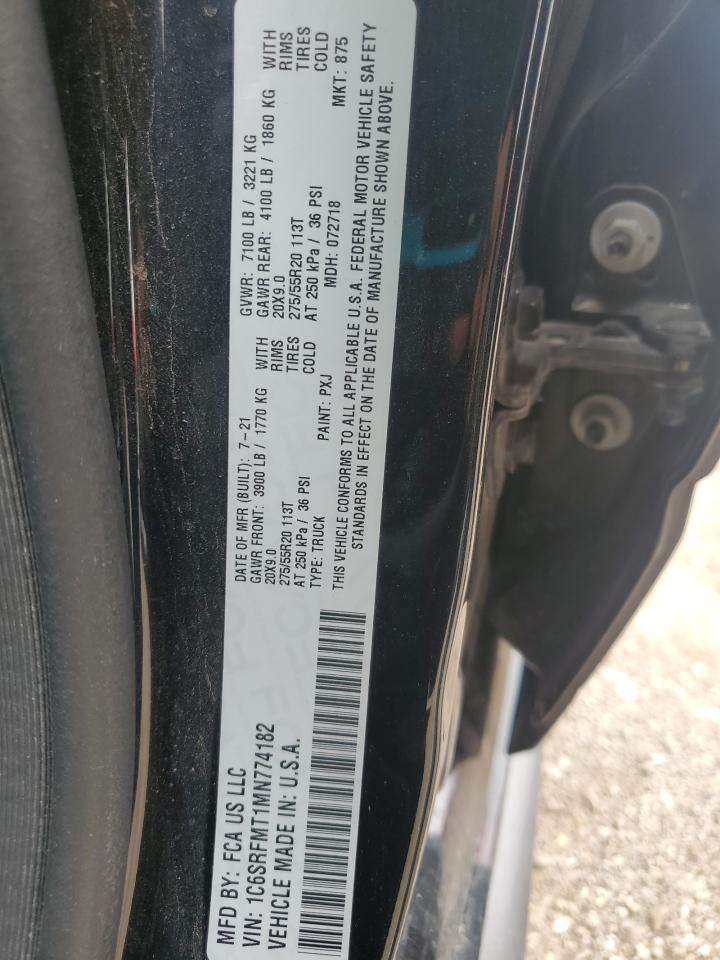 MFD BY: FCA US LLC
VIN: 1C6SRFMT1MN774182
VEHICLE MADE IN: U.S.A.
DATE OF MFR (BUILT): 7-21
GVWR: 7100 LB / 3221 KG
GAWR FRONT: 3900 LB / 1770 KG WITH
GAWR REAR: 4100 LB / 1860 KG WITH
20X9.0 RIMS
20X9.0 RIMS
275/55R20 113T TIRES
275/55R20 113T TIRES
AT 250 kPa / 36 PSI COLD
AT 250 kPa / 36 PSI COLD
TYPE: TRUCK PAINT: PXJ MDH: 072718 MKT: 875
THIS VEHICLE CONFORMS TO ALL APPLICABLE U.S.A. FEDERAL MOTOR VEHICLE SAFETY
STANDARDS IN EFFECT ON THE DATE OF MANUFACTURE SHOWN ABOVE.